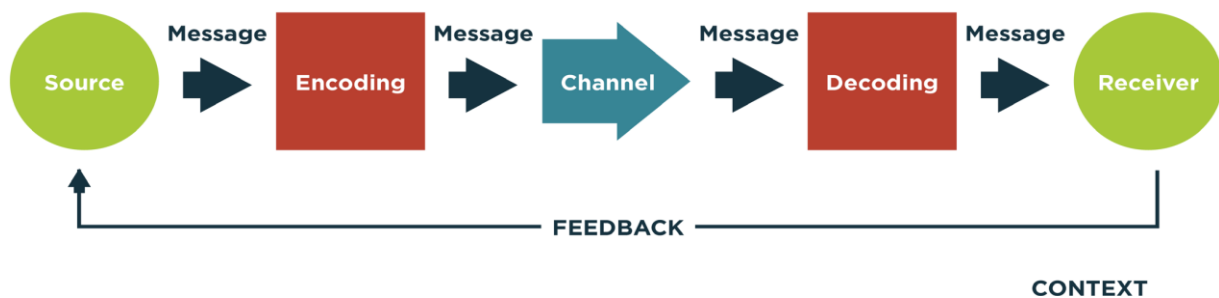 Message Message Message Message
Source Encoding Channel Decoding Receiver
FEEDBACK
CONTEXT